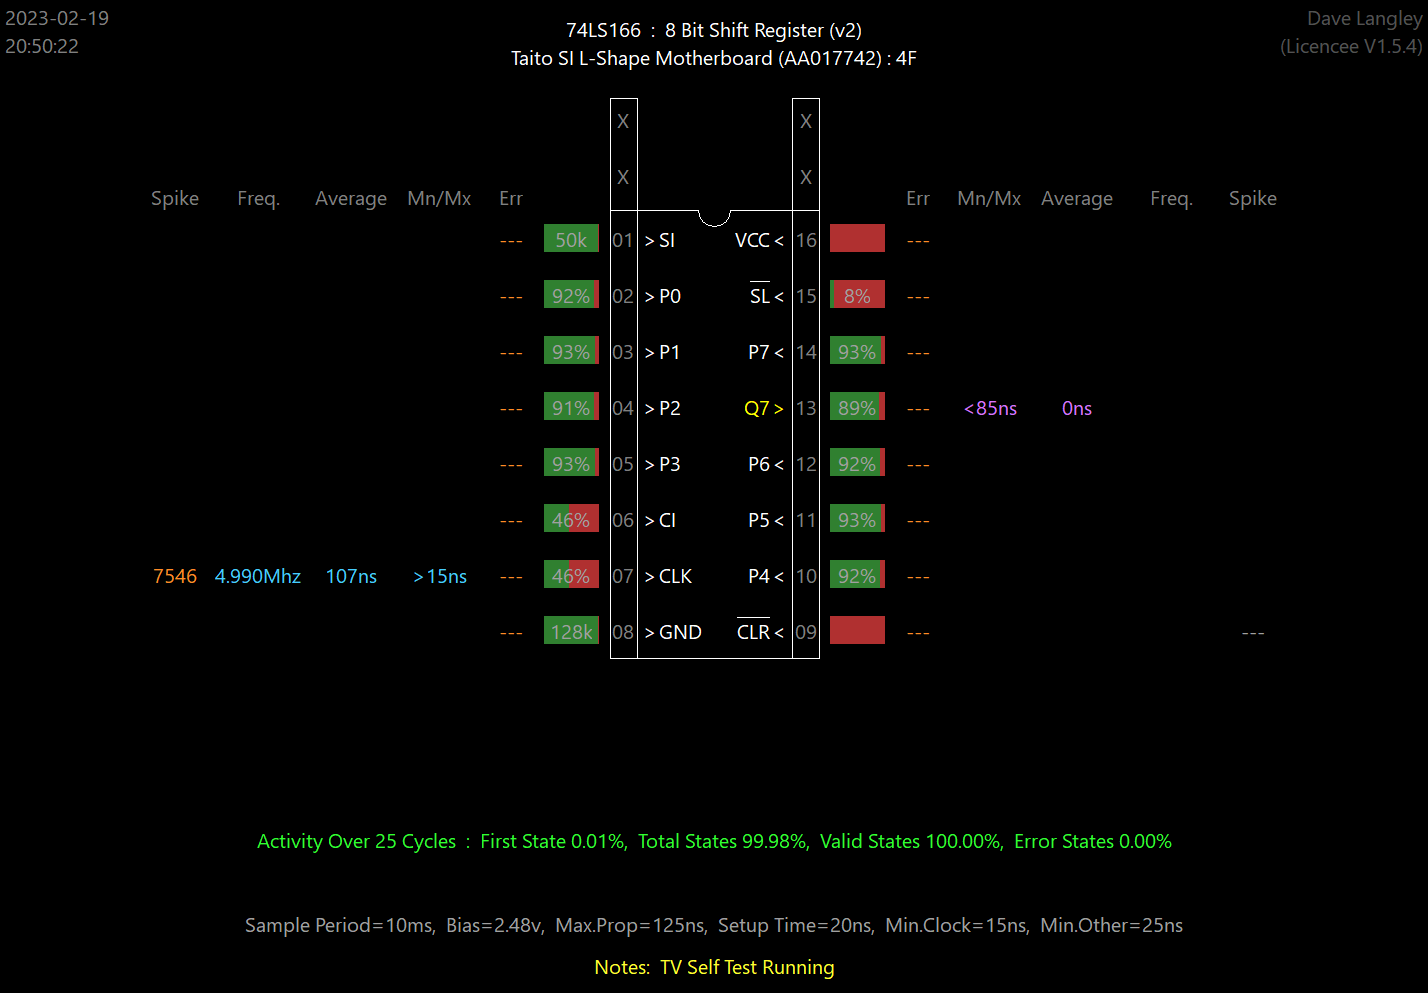 2023-02-19 74LS166 : 8 Bit Shift Register (v2) Dave Langley
20:50:22 Taito SI L-Shape Motherboard (AA017742) : 4F (Licencee V1.5.4)
X X
X X
Spike Freq. Average Mn/Mx Err Err Mn/Mx Average Freq. Spike
--- 50k 01 >SI VCC< 16 ---
--- 92% 02 >P0 SL< 15 8% ---
--- 93% 03 >P1 P7< 14 93% ---
--- 91% 04 >P2 Q7> 13 89% --- <85ns 0ns
--- 93% 05 >P3 P6< 12 92% ---
--- 46% 06 >CI P5< 11 93% ---
7546 4.990Mhz 107ns >15ns --- 46% 07 >CLK P4< 10 92% ---
--- 128k 08 >GND CLR< 09 --- ---
Activity Over 25 Cycles : First State 0.01%, Total States 99.98%, Valid States 100.00%, Error States 0.00%
Sample Period=10ms, Bias=2.48v, Max.Prop=125ns, Setup Time=20ns, Min.Clock=15ns, Min.Other=25ns
Notes: TV Self Test Running